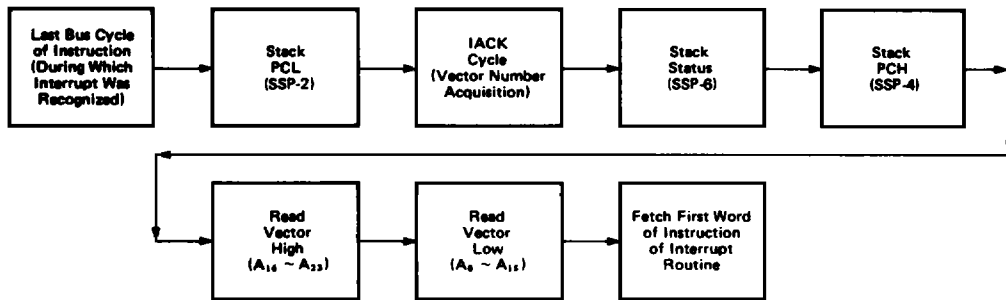 Last Bus Cycle
of Instruction
(During Which
Interrupt Was
Recognized)
Stack
PCL
(SSP-2)
IACK
Cycle
(Vector Number
Acquisition)
Stack
Status
(SSP-6)
Stack
PCH
(SSP-4)
Read
Vector
High
(A₁₆ ~ A₂₃)
Read
Vector
Low
(A₀ ~ A₁₅)
Fetch First Word
of Instruction
of Interrupt
Routine